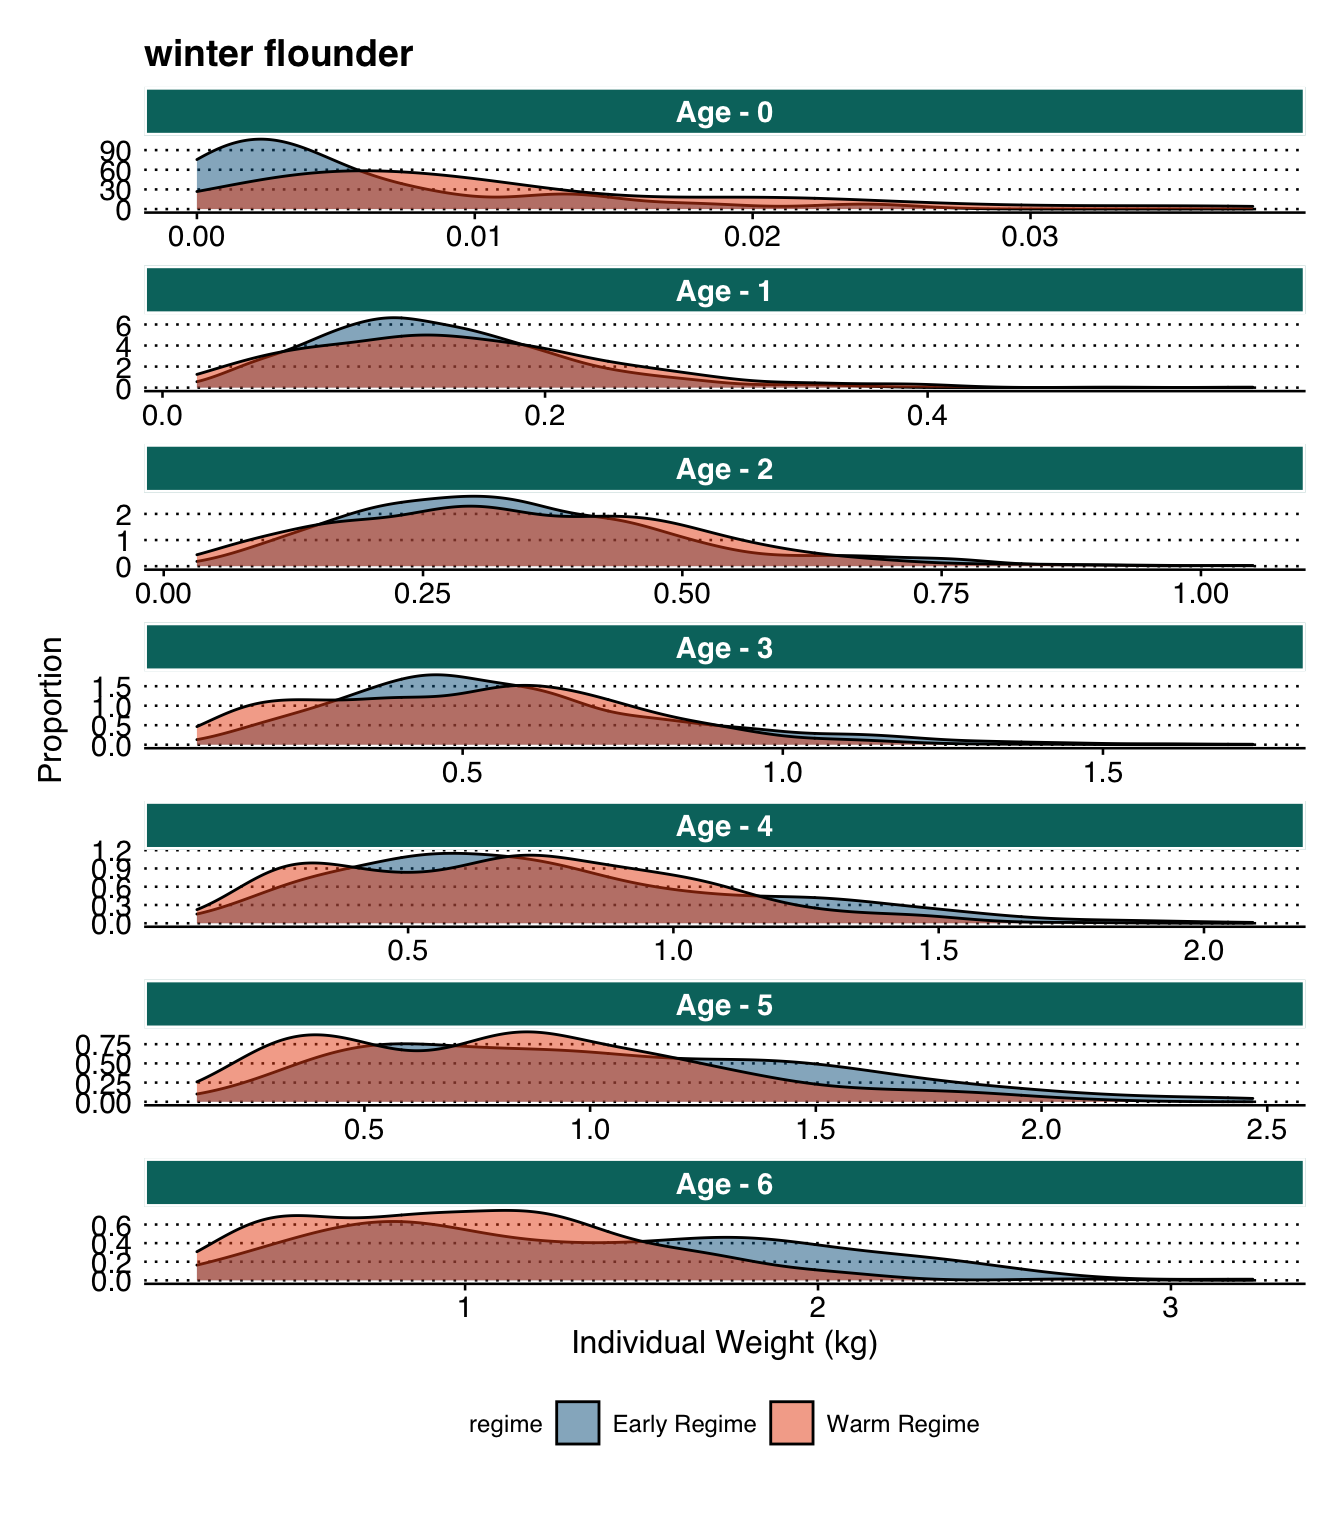 winter flounder
Age - 0
90
60
30
0
0.00 0.01 0.02 0.03
Age - 1
6
4
2
0
0.0 0.2 0.4
Age - 2
2
1
0
0.00 0.25 0.50 0.75 1.00
Proportion
Age - 3
1.5
1.0
0.5
0.0
0.5 1.0 1.5
Age - 4
1.2
0.9
0.6
0.3
0.0
0.5 1.0 1.5 2.0
Age - 5
0.75
0.50
0.25
0.00
0.5 1.0 1.5 2.0 2.5
Age - 6
0.6
0.4
0.2
0.0
1 2 3
Individual Weight (kg)
regime Early Regime Warm Regime